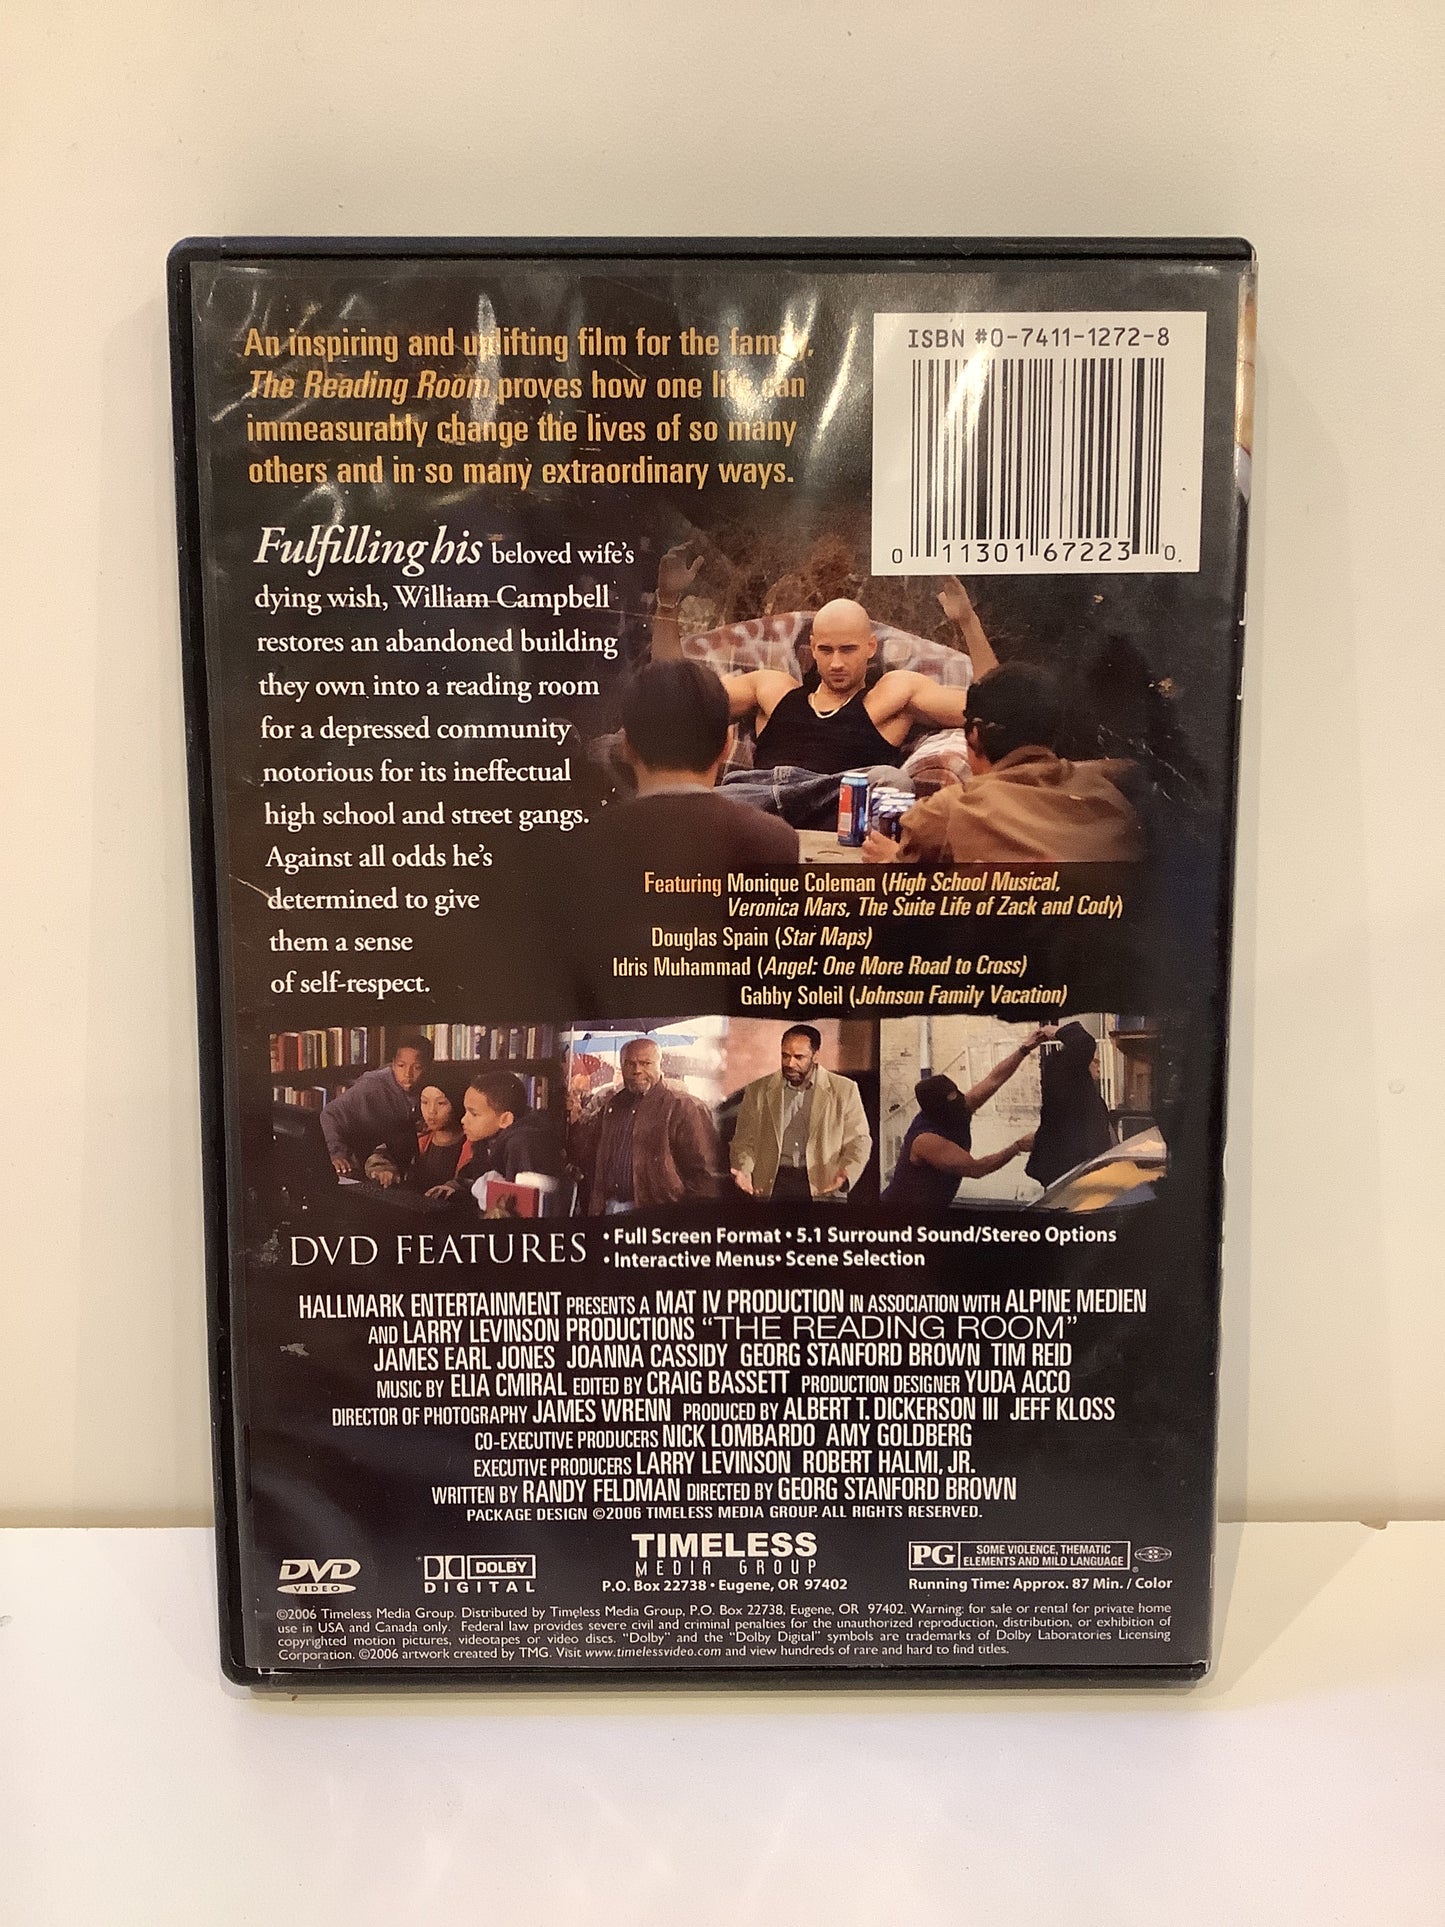 An inspiring and uplifting film for the family,
The Reading Room proves how one life can
immeasurably change the lives of so many
others and in so many extraordinary ways.
ISBN #0-7411-1272-8
0 11301 67223 0.
Fulfilling his beloved wife's
dying wish, William Campbell
restores an abandoned building
they own into a reading room
for a depressed community
notorious for its ineffectual
high school and street gangs.
Against all odds he's
determined to give
them a sense
of self-respect.
Featuring Monique Coleman (High School Musical,
Veronica Mars, The Suite Life of Zack and Cody)
Douglas Spain (Star Maps)
Idris Muhammad (Angel: One More Road to Cross)
Gabby Soleil (Johnson Family Vacation)
DVD FEATURES
• Full Screen Format • 5.1 Surround Sound/Stereo Options
• Interactive Menus• Scene Selection
HALLMARK ENTERTAINMENT PRESENTS A MAT IV PRODUCTION IN ASSOCIATION WITH ALPINE MEDIEN
AND LARRY LEVINSON PRODUCTIONS "THE READING ROOM"
JAMES EARL JONES JOANNA CASSIDY GEORG STANFORD BROWN TIM REID
MUSIC BY ELIA CMIRAL EDITED BY CRAIG BASSETT PRODUCTION DESIGNER YUDA ACCO
DIRECTOR OF PHOTOGRAPHY JAMES WRENN PRODUCED BY ALBERT T. DICKERSON III JEFF KLOSS
CO-EXECUTIVE PRODUCERS NICK LOMBARDO AMY GOLDBERG
EXECUTIVE PRODUCERS LARRY LEVINSON ROBERT HALMI, JR.
WRITTEN BY RANDY FELDMAN DIRECTED BY GEORG STANFORD BROWN
PACKAGE DESIGN ©2006 TIMELESS MEDIA GROUP. ALL RIGHTS RESERVED.
DVD
VIDEO
DOLBY
DIGITAL
TIMELESS
MEDIA GROUP
P.O. Box 22738 • Eugene, OR 97402
PG SOME VIOLENCE, THEMATIC
ELEMENTS AND MILD LANGUAGE
Running Time: Approx. 87 Min. / Color
©2006 Timeless Media Group. Distributed by Timeless Media Group, P.O. Box 22738, Eugene, OR 97402. Warning: for sale or rental for private home
use in USA and Canada only. Federal law provides severe civil and criminal penalties for the unauthorized reproduction, distribution, or exhibition of
copyrighted motion pictures, videotapes or video discs. "Dolby" and the "Dolby Digital" symbols are trademarks of Dolby Laboratories Licensing
Corporation. ©2006 artwork created by TMG. Visit www.timelessvideo.com and view hundreds of rare and hard to find titles.